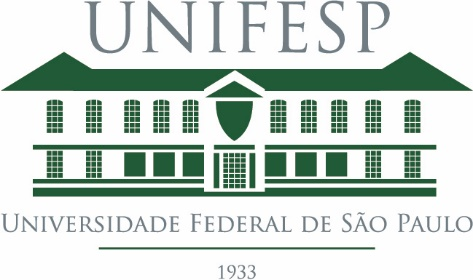 UNIFESP
UNIVERSIDADE FEDERAL DE SÃO PAULO
1933